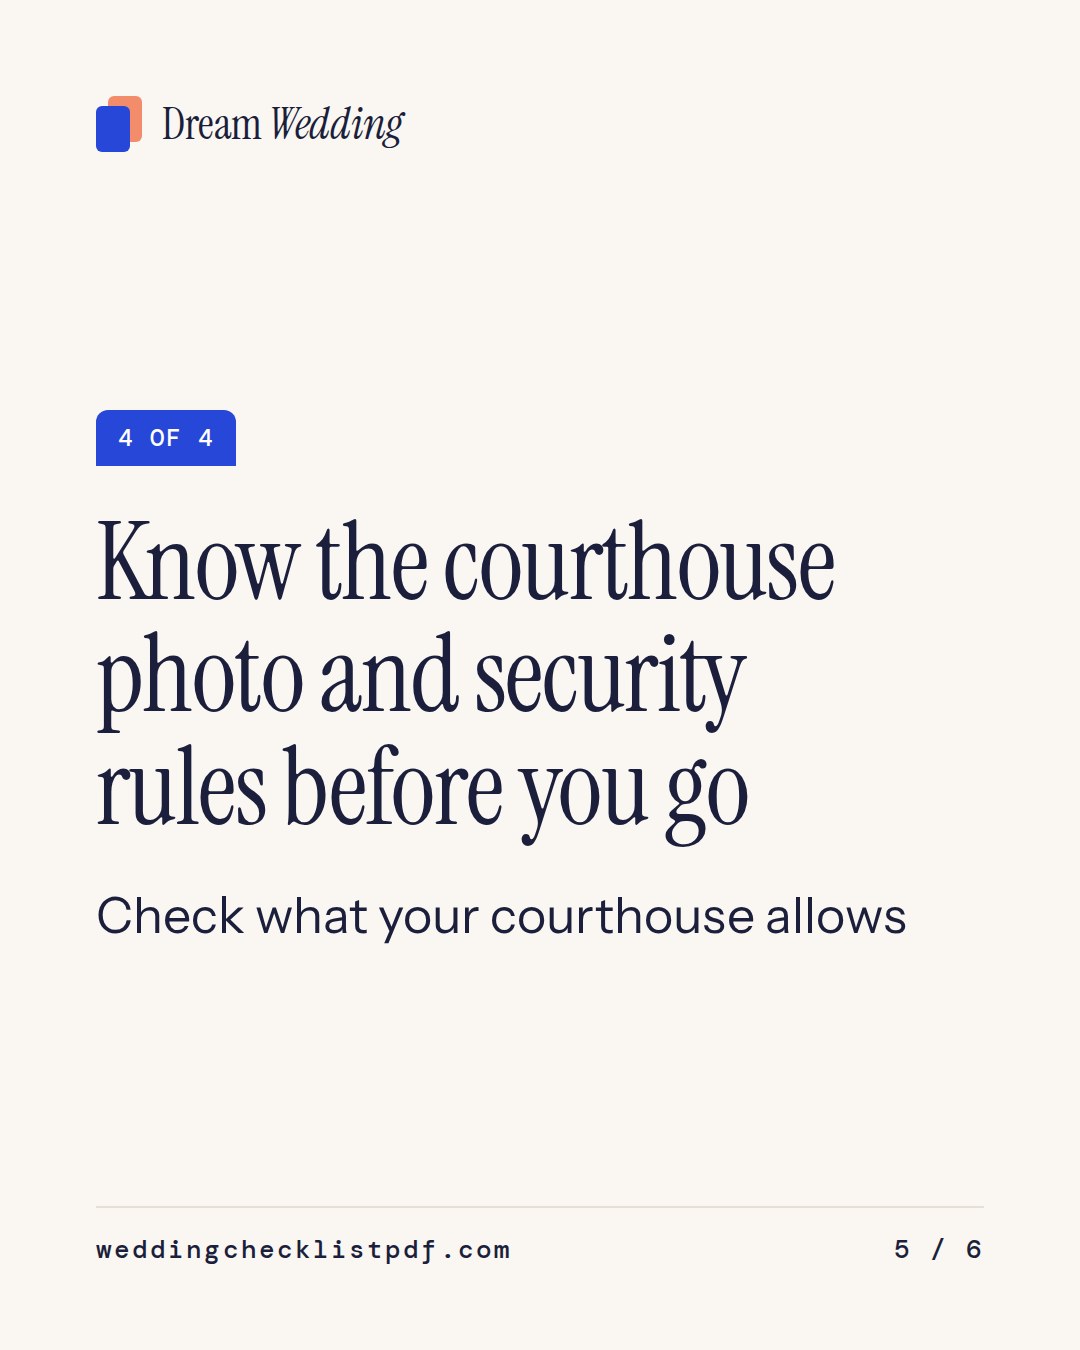 Dream Wedding
4 OF 4
Know the courthouse
photo and security
rules before you go
Check what your courthouse allows
weddingchecklistpdf.com
5 / 6